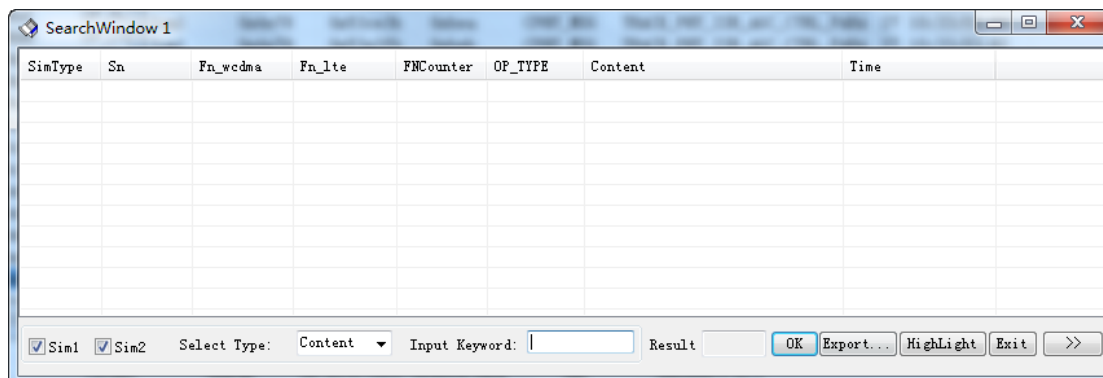 SearchWindow 1
SimType Sn Fn_wcdma Fn_lte FNCounter OP_TYPE Content Time
Sim1 Sim2 Select Type: Content Input Keyword: Result OK Export... HighLight Exit >>